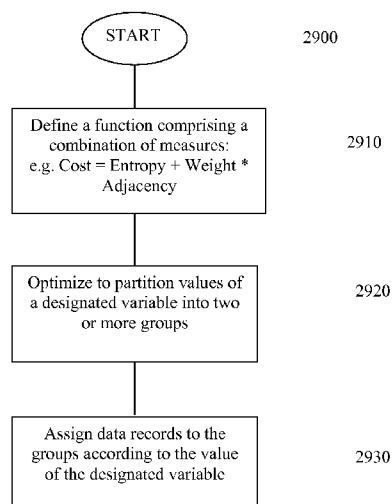 START
2900
Define a function comprising a
combination of measures:
e.g. Cost = Entropy + Weight *
Adjacency
2910
Optimize to partition values of
a designated variable into two
or more groups
2920
Assign data records to the
groups according to the value
of the designated variable
2930